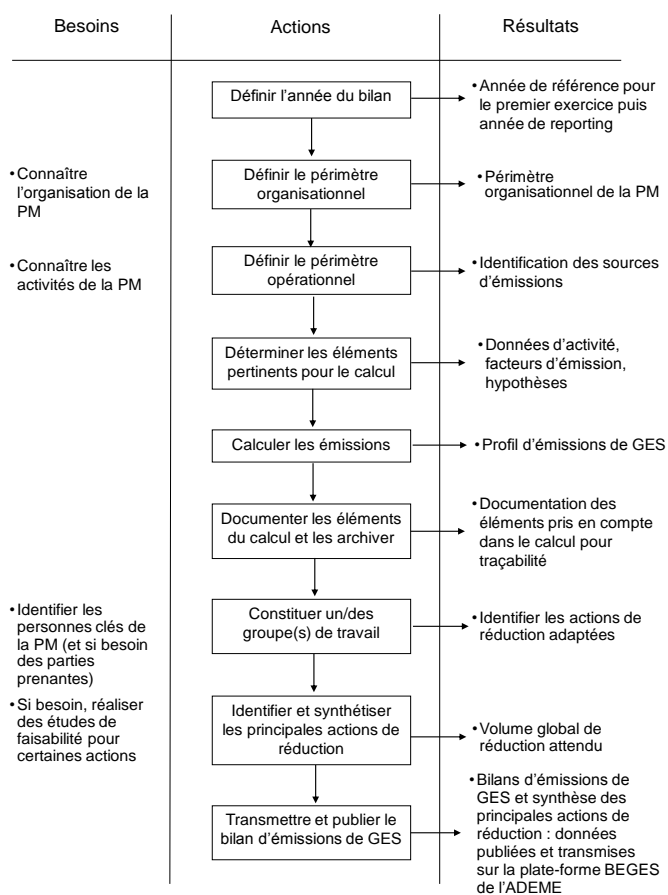 Besoins
Actions
Résultats
Définir l'année du bilan
• Année de référence pour
le premier exercice puis
année de reporting
• Connaître
l'organisation de la
PM
Définir le périmètre
organisationnel
• Périmètre
organisationnel de la PM
• Connaître les
activités de la PM
Définir le périmètre
opérationnel
• Identification des sources
d'émissions
Déterminer les éléments
pertinents pour le calcul
• Données d'activité,
facteurs d'émission,
hypothèses
Calculer les émissions
• Profil d'émissions de GES
Documenter les éléments
du calcul et les archiver
• Documentation des
éléments pris en compte
dans le calcul pour
traçabilité
• Identifier les
personnes clés de
la PM (et si besoin
des parties
prenantes)
Constituer un/des
groupe(s) de travail
• Identifier les actions de
réduction adaptées
• Si besoin, réaliser
des études de
faisabilité pour
certaines actions
Identifier et synthétiser
les principales actions de
réduction
• Volume global de
réduction attendu
Transmettre et publier le
bilan d'émissions de GES
• Bilans d'émissions de
GES et synthèse des
principales actions de
réduction : données
publiées et transmises
sur la plate-forme BEGES
de l'ADEME